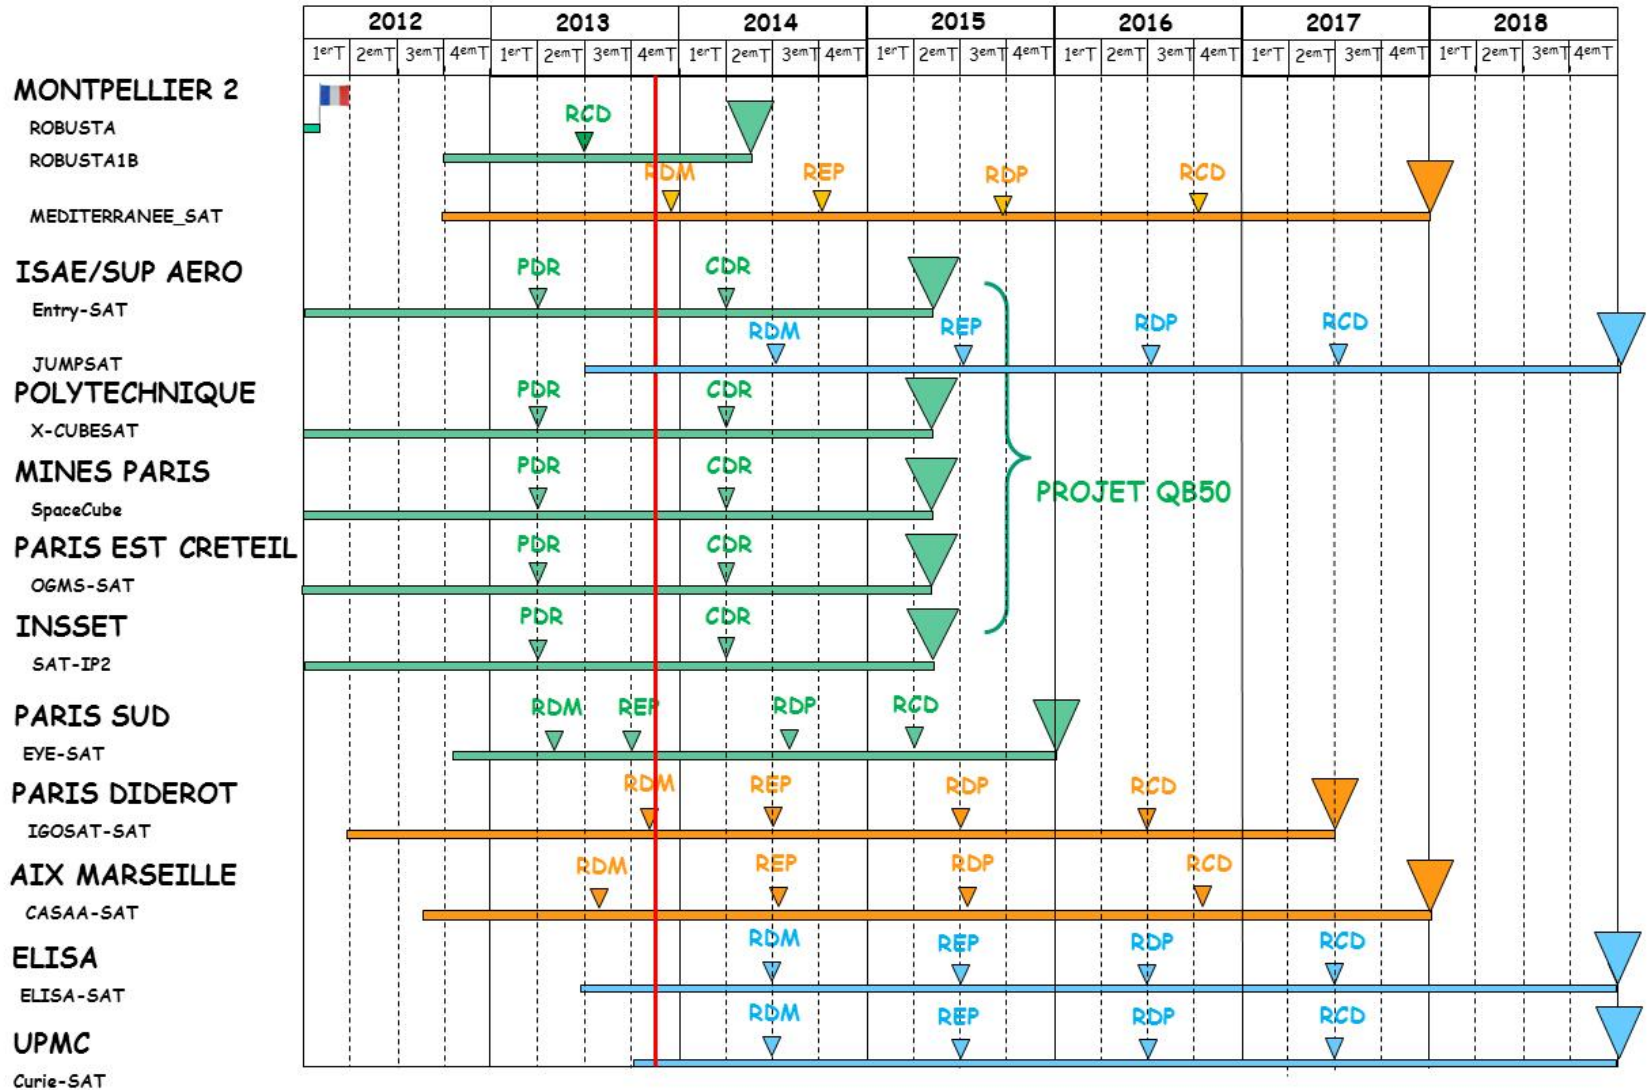 2012 2013 2014 2015 2016 2017 2018
1erT 2emT 3emT 4emT 1erT 2emT 3emT 4emT 1erT 2emT 3emT 4emT 1erT 2emT 3emT 4emT 1erT 2emT 3emT 4emT 1erT 2emT 3emT 4emT 1erT 2emT 3emT 4emT
MONTPELLIER 2
RCD
ROBUSTA
ROBUSTA1B
RDM REP RDP RCD
MEDITERRANEE_SAT
ISAE/SUP AERO PDR CDR
Entry-SAT
RDM REP RDP RCD
JUMPSAT
POLYTECHNIQUE PDR CDR
X-CUBESAT
MINES PARIS PDR CDR
PROJET QB50
SpaceCube
PARIS EST CRETEIL PDR CDR
OGMS-SAT
INSSET PDR CDR
SAT-IP2
PARIS SUD RDM REP RDP RCD
EYE-SAT
PARIS DIDEROT RDM REP RDP RCD
IGOSAT-SAT
AIX MARSEILLE RDM REP RDP RCD
CASAA-SAT
ELISA RDM REP RDP RCD
ELISA-SAT
UPMC RDM REP RDP RCD
Curie-SAT